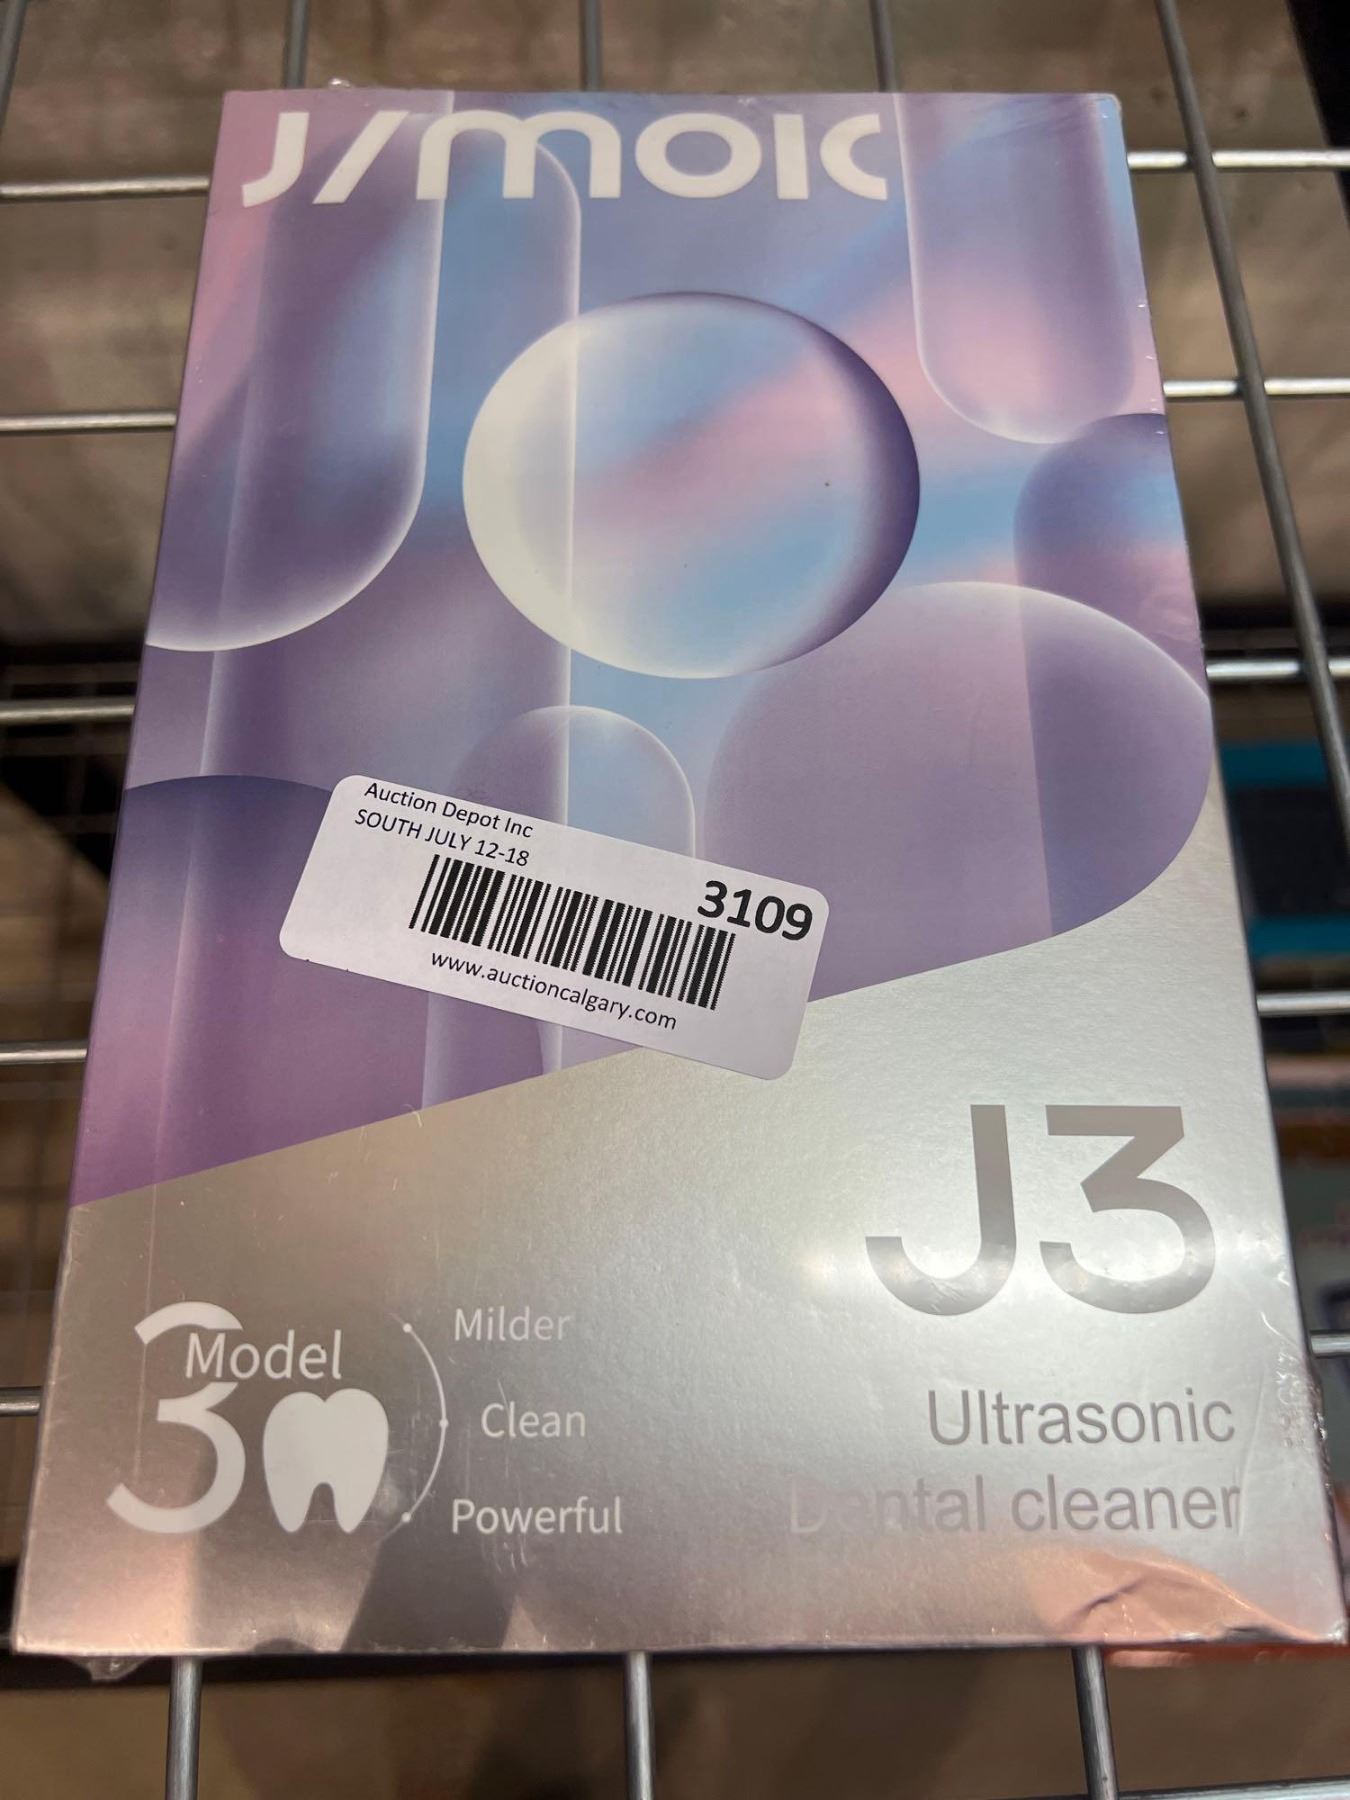 J/MOIC
Auction Depot Inc
SOUTH JULY 12-18
3109
www.auctioncalgary.com
J3
Ultrasonic
Dental cleaner
3
Model
Milder
Clean
Powerful